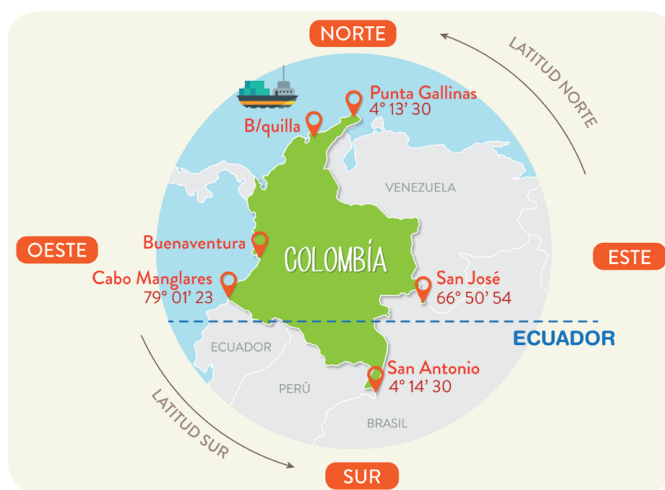 NORTE
LATITUD NORTE
Punta Gallinas
4° 13' 30
B/quilla
VENEZUELA
OESTE
Buenaventura
COLOMBÍA
ESTE
Cabo Manglares
79° 01' 23
San José
66° 50' 54
ECUADOR
ECUADOR
San Antonio
4° 14' 30
PERÚ
LATITUD SUR
BRASIL
SUR